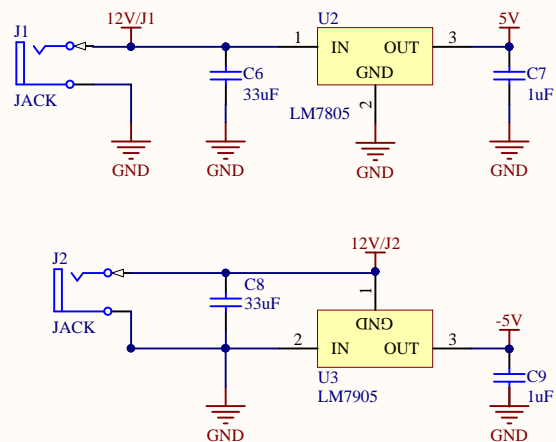 12V/J1
J1
U2
5V
1
IN
OUT
3
GND
C6
33uF
C7
1uF
JACK
2
LM7805
GND
GND
GND
GND
12V/J2
J2
C8
33uF
1
GND
-5V
JACK
2
IN
OUT
3
U3
LM7905
C9
1uF
GND
GND